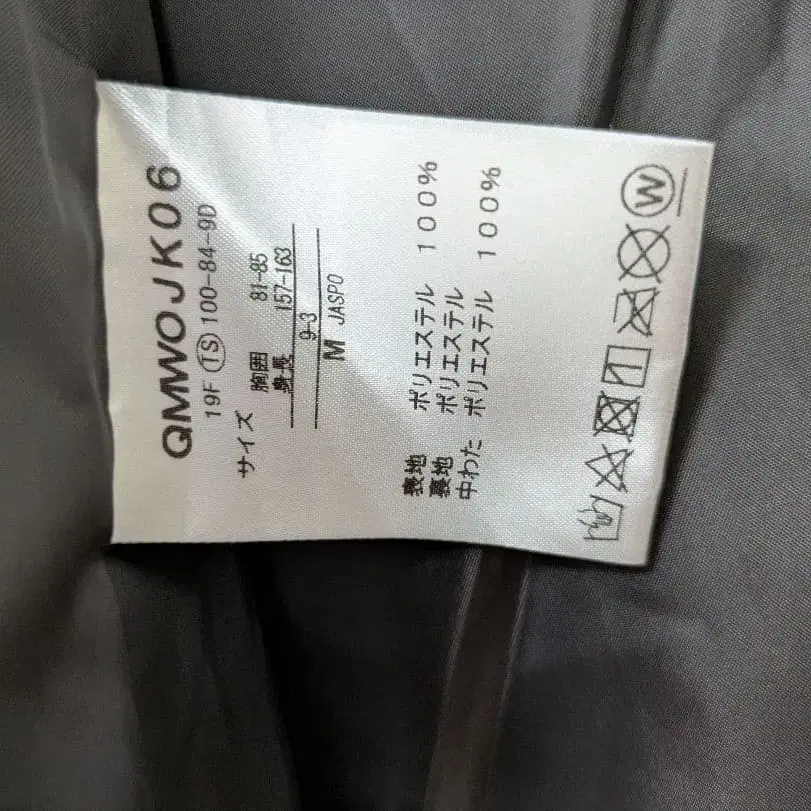 QMWOJK06
19F TS 100-84-9D
サイズ
胸囲 81-85
身長 157-163
9-3
M JASPO
表地 ポリエステル 100%
裏地 ポリエステル
中わた ポリエステル 100%
W